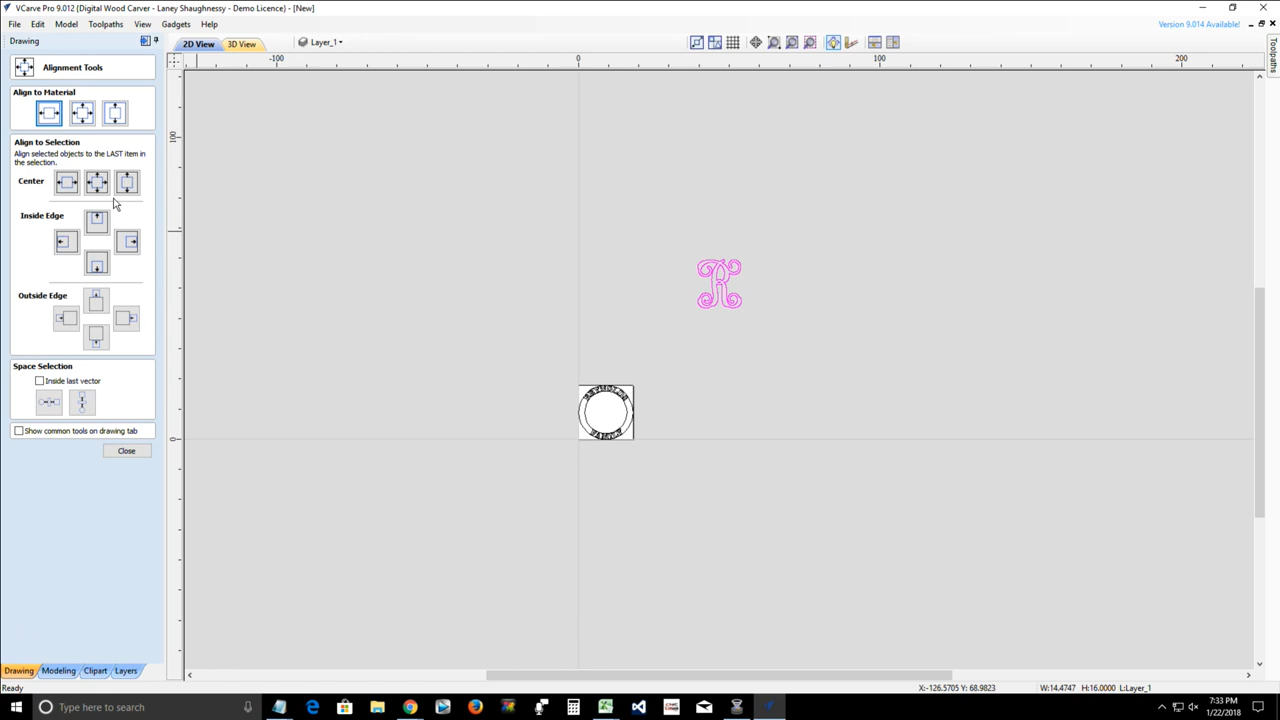 VCarve Pro 9.012 {Digital Wood Carver - Laney Shaughnessy - Demo Licence} - [New]
File Edit Model Toolpaths View Gadgets Help
Version 9.014 Available!
Drawing
2D View 3D View Layer_1
Toolpaths
-100 0 100 200
100
0
Alignment Tools
Align to Material
Align to Selection
Align selected objects to the LAST item in
the selection.
Center
Inside Edge
Outside Edge
Space Selection
Inside last vector
Show common tools on drawing tab
Close
R
FAMILY
Drawing Modeling Clipart Layers
Ready
X:-126.5705 Y: 68.9823
W:14.4747 H:16.0000 L:Layer_1
Type here to search
7:33 PM
1/22/2018